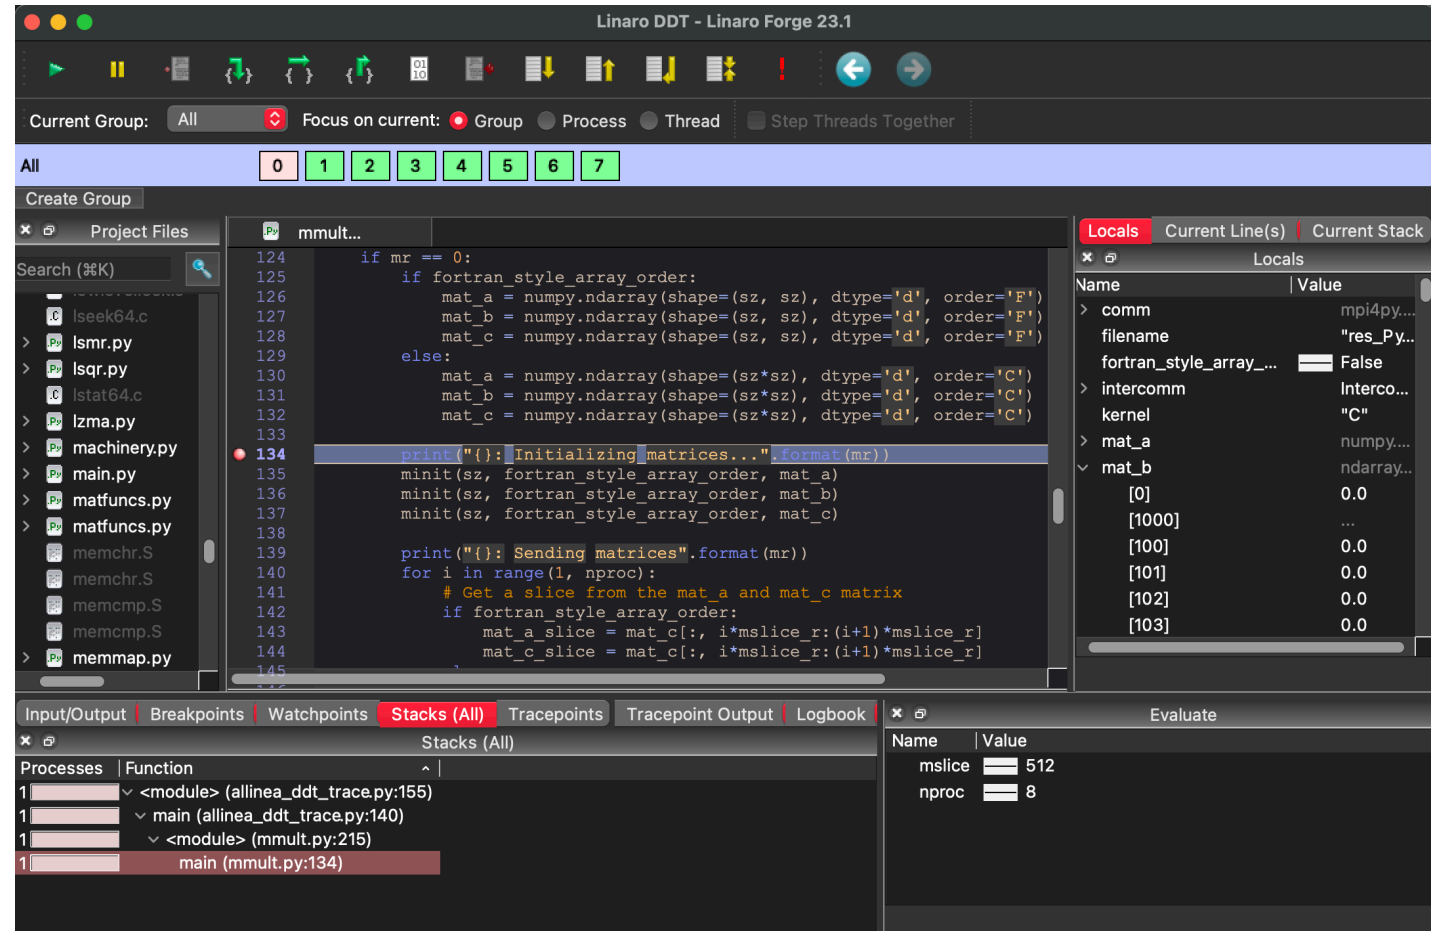 Linaro DDT - Linaro Forge 23.1
01
10
Current Group: All Focus on current: Group Process Thread Step Threads Together
All 0 1 2 3 4 5 6 7
Create Group
Project Files
Search (⌘K)
lseek64.c
lsmr.py
lsqr.py
lstat64.c
lzma.py
machinery.py
main.py
matfuncs.py
matfuncs.py
memchr.S
memchr.S
memcmp.S
memcmp.S
memmap.py
mmult...
124 if mr == 0:
125 if fortran_style_array_order:
126 mat_a = numpy.ndarray(shape=(sz, sz), dtype='d', order='F')
127 mat_b = numpy.ndarray(shape=(sz, sz), dtype='d', order='F')
128 mat_c = numpy.ndarray(shape=(sz, sz), dtype='d', order='F')
129 else:
130 mat_a = numpy.ndarray(shape=(sz*sz), dtype='d', order='C')
131 mat_b = numpy.ndarray(shape=(sz*sz), dtype='d', order='C')
132 mat_c = numpy.ndarray(shape=(sz*sz), dtype='d', order='C')
133
134 print("{}: Initializing matrices...".format(mr))
135 minit(sz, fortran_style_array_order, mat_a)
136 minit(sz, fortran_style_array_order, mat_b)
137 minit(sz, fortran_style_array_order, mat_c)
138
139 print("{}: Sending matrices".format(mr))
140 for i in range(1, nproc):
141 # Get a slice from the mat_a and mat_c matrix
142 if fortran_style_array_order:
143 mat_a_slice = mat_c[:, i*mslice_r:(i+1)*mslice_r]
144 mat_c_slice = mat_c[:, i*mslice_r:(i+1)*mslice_r]
145
Locals Current Line(s) Current Stack
Locals
Name Value
comm mpi4py....
filename "res_Py...
fortran_style_array_... False
intercomm Interco...
kernel "C"
mat_a numpy....
mat_b ndarray...
[0] 0.0
[1000] ...
[100] 0.0
[101] 0.0
[102] 0.0
[103] 0.0
Input/Output Breakpoints Watchpoints Stacks (All) Tracepoints Tracepoint Output Logbook
Stacks (All)
Processes Function
1 <module> (allinea_ddt_trace.py:155)
1 main (allinea_ddt_trace.py:140)
1 <module> (mmult.py:215)
1 main (mmult.py:134)
Evaluate
Name Value
mslice 512
nproc 8